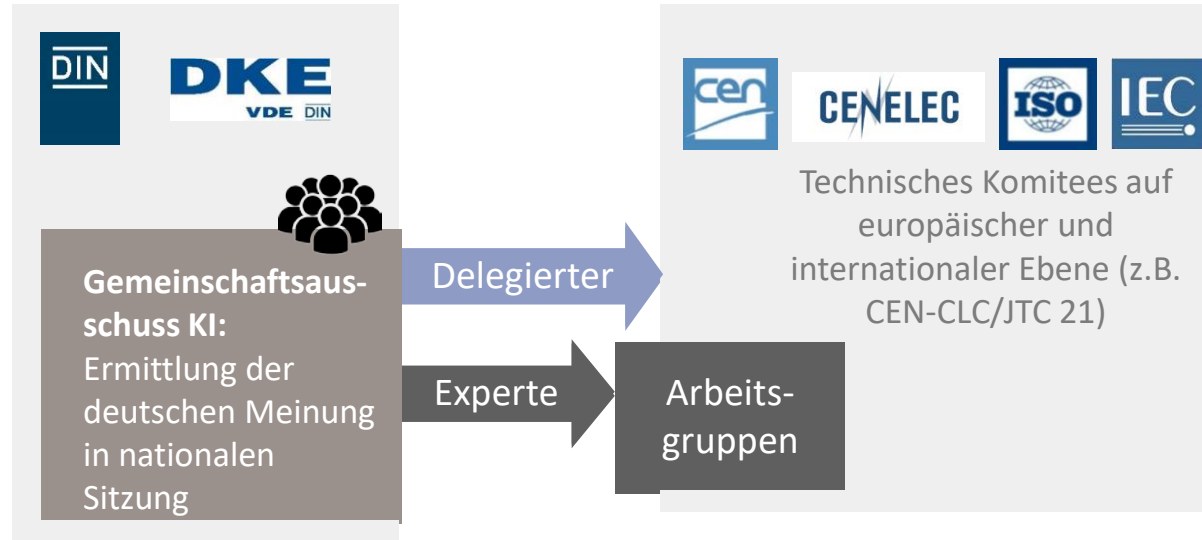 DIN
DKE
VDE DIN
Gemeinschaftsaus-
schuss KI:
Ermittlung der
deutschen Meinung
in nationalen
Sitzung
Delegierter
Experte
cen
CENELEC
ISO
IEC
Technisches Komitees auf
europäischer und
internationaler Ebene (z.B.
CEN-CLC/JTC 21)
Arbeits-
gruppen